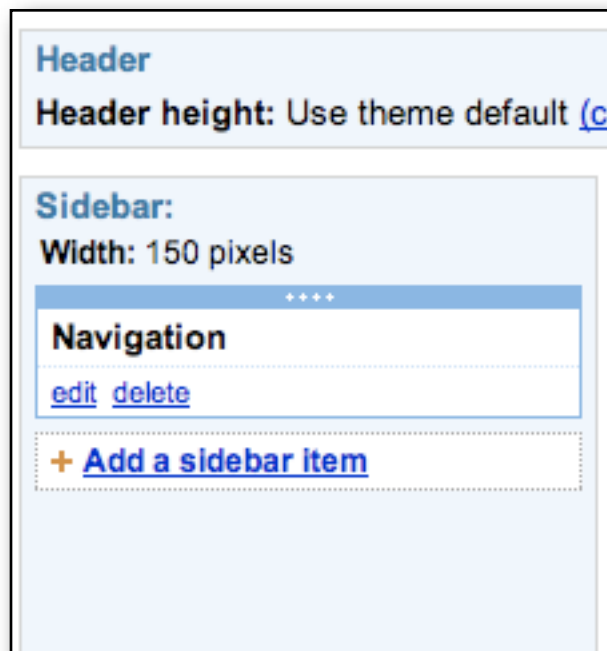 Header
Header height: Use theme default (c
Sidebar:
Width: 150 pixels
Navigation
edit delete
+ Add a sidebar item